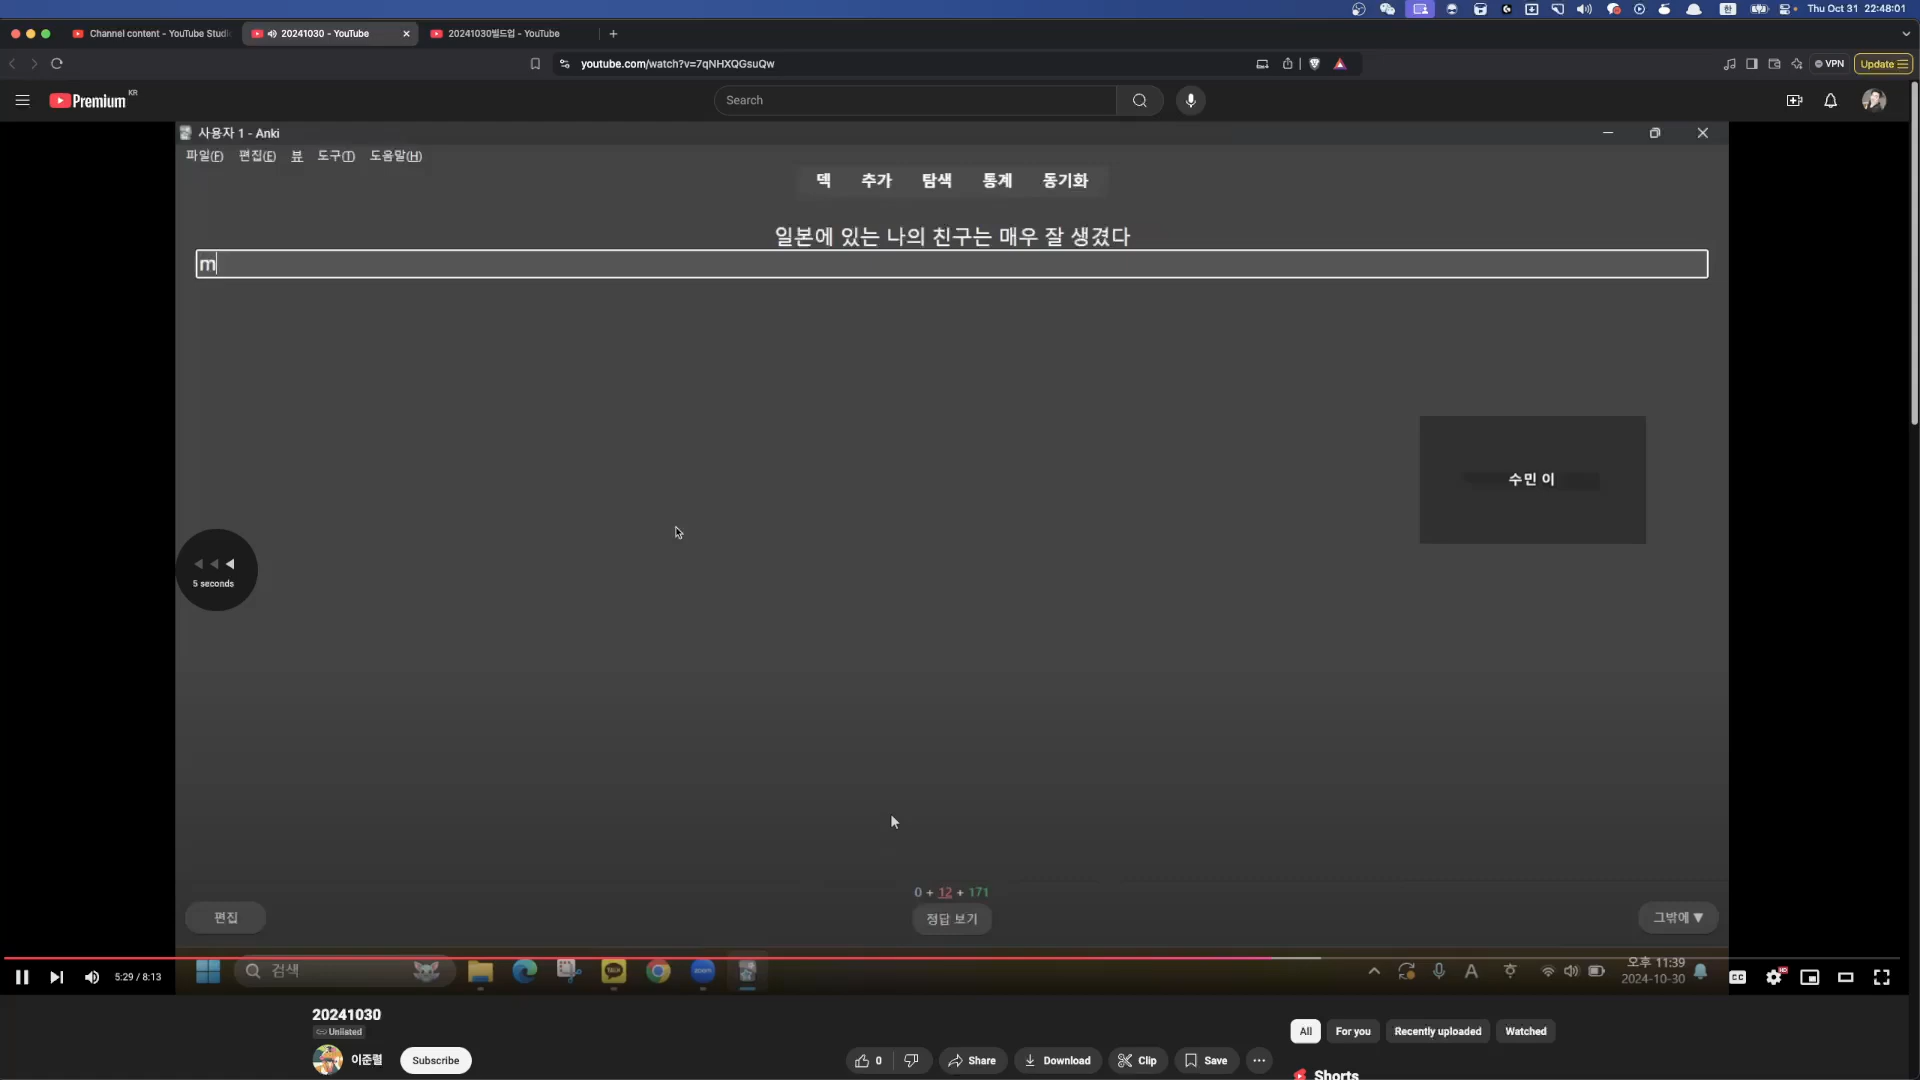 Thu Oct 31 22:48:01
Channel content - YouTube Studi
20241030 - YouTube
20241030빌드업 - YouTube
youtube.com/watch?v=7qNHXQGsuQw
VPN
Update
Premium KR
Search
사용자 1 - Anki
파일(F) 편집(E) 뷰 도구(T) 도움말(H)
덱 추가 탐색 통계 동기화
일본에 있는 나의 친구는 매우 잘 생겼다
m
수민 이
5 seconds
0 + 12 + 171
편집
정답 보기
그밖에 ▼
5:29 / 8:13
검색
TALK
zoom
A
오후 11:39
2024-10-30
CC
HD
20241030
Unlisted
이준렬
Subscribe
0
Share
Download
Clip
Save
All
For you
Recently uploaded
Watched
Shorts